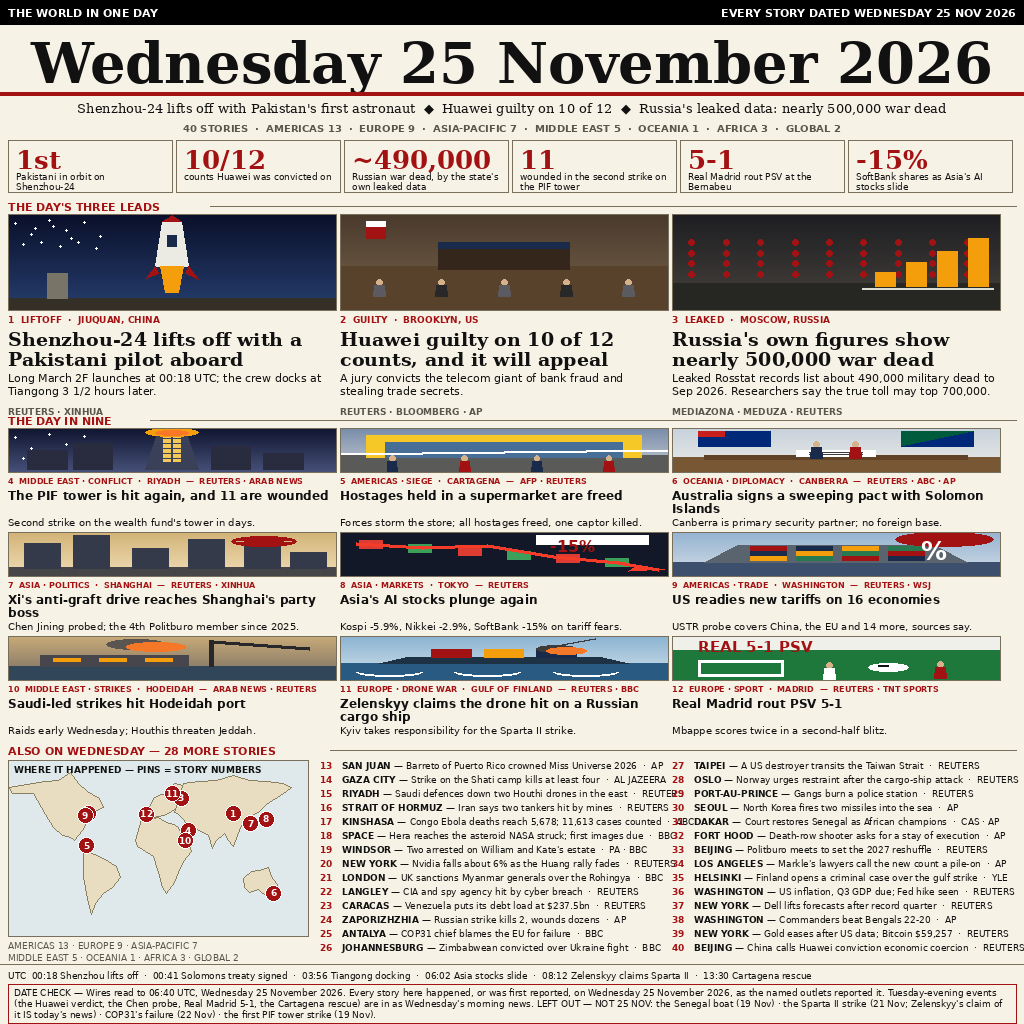 THE WORLD IN ONE DAY
EVERY STORY DATED WEDNESDAY 25 NOV 2026
Wednesday 25 November 2026
Shenzhou-24 lifts off with Pakistan's first astronaut ◆ Huawei guilty on 10 of 12 ◆ Russia's leaked data: nearly 500,000 war dead
40 STORIES · AMERICAS 13 · EUROPE 9 · ASIA-PACIFIC 7 · MIDDLE EAST 5 · OCEANIA 1 · AFRICA 3 · GLOBAL 2
1st
Pakistani in orbit on
Shenzhou-24
10/12
counts Huawei was convicted on
~490,000
Russian war dead, by the state's
own leaked data
11
wounded in the second strike on
the PIF tower
5-1
Real Madrid rout PSV at the
Bernabeu
-15%
SoftBank shares as Asia's AI
stocks slide
THE DAY'S THREE LEADS
1 LIFTOFF · JIUQUAN, CHINA
Shenzhou-24 lifts off with a
Pakistani pilot aboard
Long March 2F launches at 00:18 UTC; the crew docks at
Tiangong 3 1/2 hours later.
REUTERS · XINHUA
2 GUILTY · BROOKLYN, US
Huawei guilty on 10 of 12
counts, and it will appeal
A jury convicts the telecom giant of bank fraud and
stealing trade secrets.
REUTERS · BLOOMBERG · AP
3 LEAKED · MOSCOW, RUSSIA
Russia's own figures show
nearly 500,000 war dead
Leaked Rosstat records list about 490,000 military dead to
Sep 2026. Researchers say the true toll may top 700,000.
MEDIAZONA · MEDUZA · REUTERS
THE DAY IN NINE
4 MIDDLE EAST · CONFLICT · RIYADH — REUTERS · ARAB NEWS
The PIF tower is hit again, and 11 are wounded
Second strike on the wealth fund's tower in days.
5 AMERICAS · SIEGE · CARTAGENA — AFP · REUTERS
Hostages held in a supermarket are freed
Forces storm the store; all hostages freed, one captor killed.
6 OCEANIA · DIPLOMACY · CANBERRA — REUTERS · ABC · AP
Australia signs a sweeping pact with Solomon
Islands
Canberra is primary security partner; no foreign base.
7 ASIA · POLITICS · SHANGHAI — REUTERS · XINHUA
Xi's anti-graft drive reaches Shanghai's party
boss
Chen Jining probed; the 4th Politburo member since 2025.
-15%
8 ASIA · MARKETS · TOKYO — REUTERS
Asia's AI stocks plunge again
Kospi -5.9%, Nikkei -2.9%, SoftBank -15% on tariff fears.
%
9 AMERICAS · TRADE · WASHINGTON — REUTERS · WSJ
US readies new tariffs on 16 economies
USTR probe covers China, the EU and 14 more, sources say.
10 MIDDLE EAST · STRIKES · HODEIDAH — ARAB NEWS · REUTERS
Saudi-led strikes hit Hodeidah port
Raids early Wednesday; Houthis threaten Jeddah.
11 EUROPE · DRONE WAR · GULF OF FINLAND — REUTERS · BBC
Zelenskyy claims the drone hit on a Russian
cargo ship
Kyiv takes responsibility for the Sparta II strike.
REAL 5-1 PSV
12 EUROPE · SPORT · MADRID — REUTERS · TNT SPORTS
Real Madrid rout PSV 5-1
Mbappe scores twice in a second-half blitz.
ALSO ON WEDNESDAY — 28 MORE STORIES
WHERE IT HAPPENED — PINS = STORY NUMBERS
11
3
9
12
1
7
8
4
10
5
6
AMERICAS 13 · EUROPE 9 · ASIA-PACIFIC 7
MIDDLE EAST 5 · OCEANIA 1 · AFRICA 3 · GLOBAL 2
13 SAN JUAN — Barreto of Puerto Rico crowned Miss Universe 2026 · AP
14 GAZA CITY — Strike on the Shati camp kills at least four · AL JAZEERA
15 RIYADH — Saudi defences down two Houthi drones in the east · REUTERS
16 STRAIT OF HORMUZ — Iran says two tankers hit by mines · REUTERS
17 KINSHASA — Congo Ebola deaths reach 5,678; 11,613 cases counted · ABC
18 SPACE — Hera reaches the asteroid NASA struck; first images due · BBC
19 WINDSOR — Two arrested on William and Kate's estate · PA · BBC
20 NEW YORK — Nvidia falls about 6% as the Huang rally fades · REUTERS
21 LONDON — UK sanctions Myanmar generals over the Rohingya · BBC
22 LANGLEY — CIA and spy agency hit by cyber breach · REUTERS
23 CARACAS — Venezuela puts its debt load at $237.5bn · REUTERS
24 ZAPORIZHZHIA — Russian strike kills 2, wounds dozens · AP
25 ANTALYA — COP31 chief blames the EU for failure · BBC
26 JOHANNESBURG — Zimbabwean convicted over Ukraine fight · BBC
27 TAIPEI — A US destroyer transits the Taiwan Strait · REUTERS
28 OSLO — Norway urges restraint after the cargo-ship attack · REUTERS
29 PORT-AU-PRINCE — Gangs burn a police station · REUTERS
30 SEOUL — North Korea fires two missiles into the sea · AP
31 DAKAR — Court restores Senegal as African champions · CAS · AP
32 FORT HOOD — Death-row shooter asks for a stay of execution · AP
33 BEIJING — Politburo meets to set the 2027 reshuffle · REUTERS
34 LOS ANGELES — Markle's lawyers call the new count a pile-on · AP
35 HELSINKI — Finland opens a criminal case over the gulf strike · YLE
36 WASHINGTON — US inflation, Q3 GDP due; Fed hike seen · REUTERS
37 NEW YORK — Dell lifts forecasts after record quarter · REUTERS
38 WASHINGTON — Commanders beat Bengals 22-20 · AP
39 NEW YORK — Gold eases after US data; Bitcoin $59,257 · REUTERS
40 BEIJING — China calls Huawei conviction economic coercion · REUTERS
UTC 00:18 Shenzhou lifts off · 00:41 Solomons treaty signed · 03:56 Tiangong docking · 06:02 Asia stocks slide · 08:12 Zelenskyy claims Sparta II · 13:30 Cartagena rescue
DATE CHECK — Wires read to 06:40 UTC, Wednesday 25 November 2026. Every story here happened, or was first reported, on Wednesday 25 November 2026, as the named outlets reported it. Tuesday-evening events
(the Huawei verdict, the Chen probe, Real Madrid 5-1, the Cartagena rescue) are in as Wednesday's morning news. LEFT OUT — NOT 25 NOV: the Senegal boat (19 Nov) · the Sparta II strike (21 Nov; Zelenskyy's claim of
it IS today's news) · COP31's failure (22 Nov) · the first PIF tower strike (19 Nov).